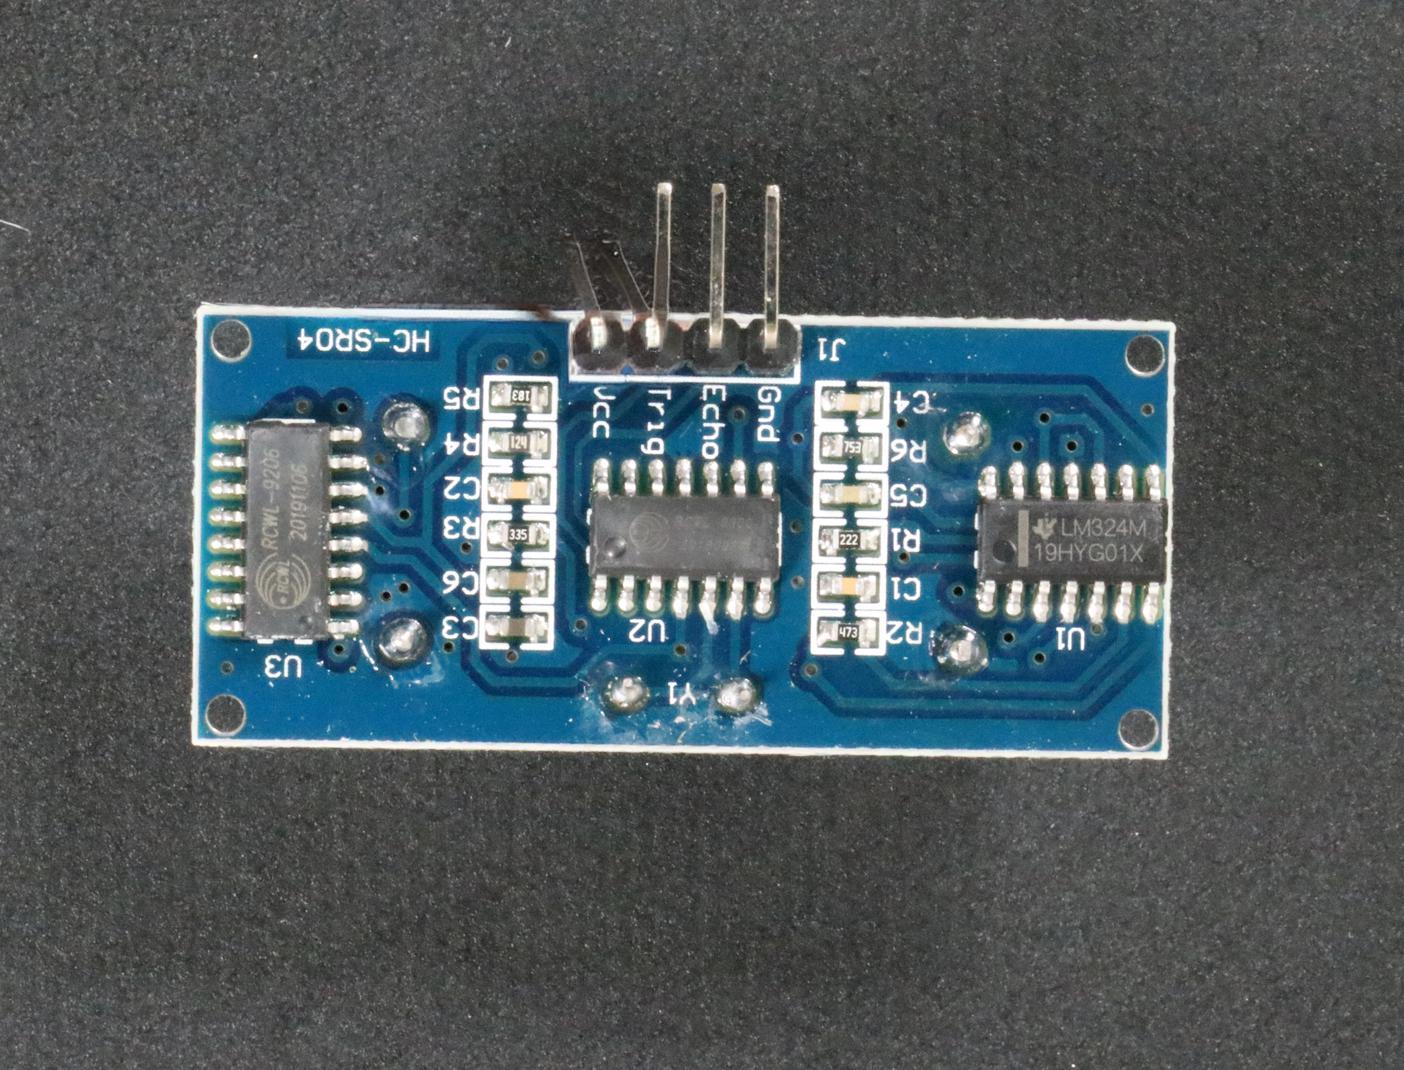 HC-SR04
J1
Vcc
Trig
Echo
Gnd
R5
183
R4
124
C2
R3
335
C6
C3
C4
R6
753
C5
R1
222
C1
R2
473
RCWL-9206
20191106
RCWL
LM324M
19HYG01X
U3
U2
U1
Y1